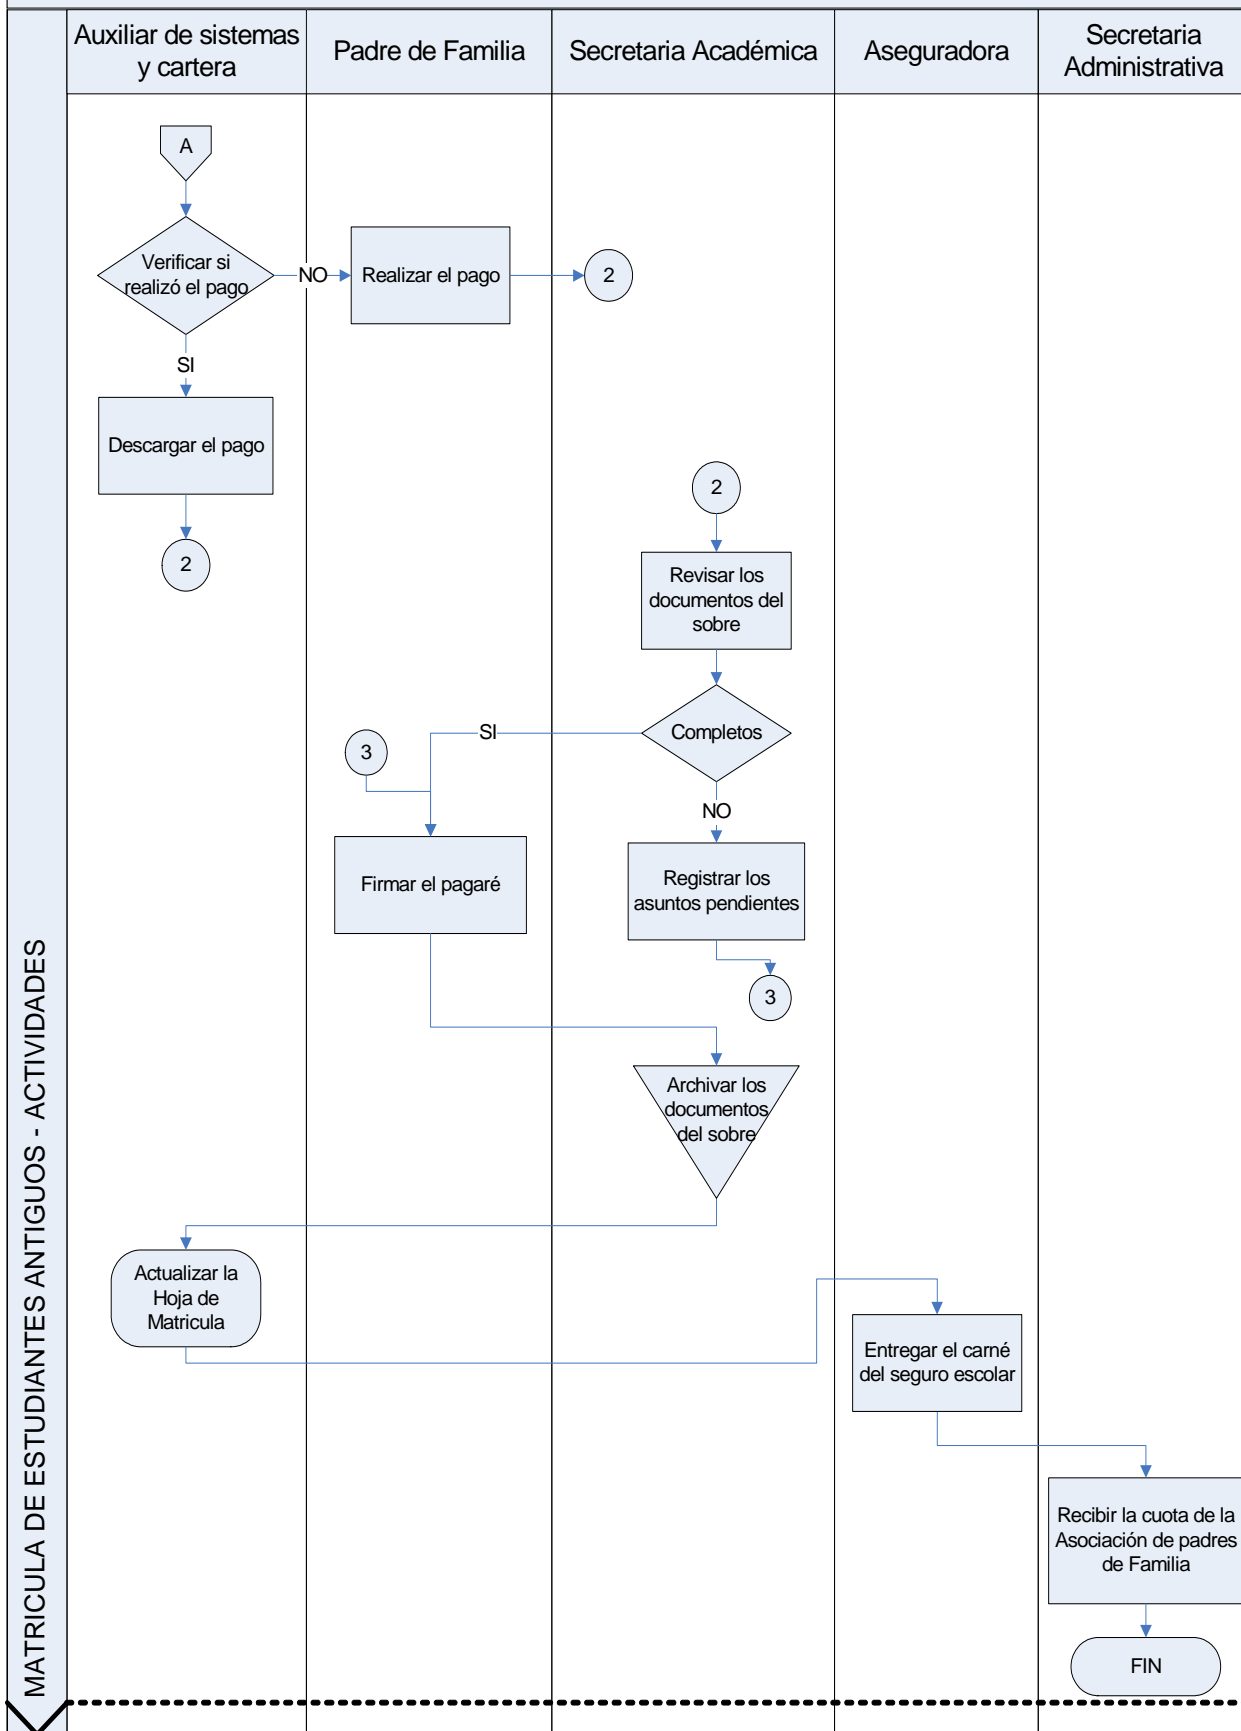 Auxiliar de sistemas
y cartera
Padre de Familia
Secretaria Académica
Aseguradora
Secretaria
Administrativa
A
Verificar si
realizó el pago
NO
Realizar el pago
2
SI
Descargar el pago
2
2
Revisar los
documentos del
sobre
Completos
SI
3
NO
Firmar el pagaré
Registrar los
asuntos pendientes
3
Archivar los
documentos
del sobre
Actualizar la
Hoja de
Matricula
Entregar el carné
del seguro escolar
Recibir la cuota de la
Asociación de padres
de Familia
FIN
MATRICULA DE ESTUDIANTES ANTIGUOS - ACTIVIDADES